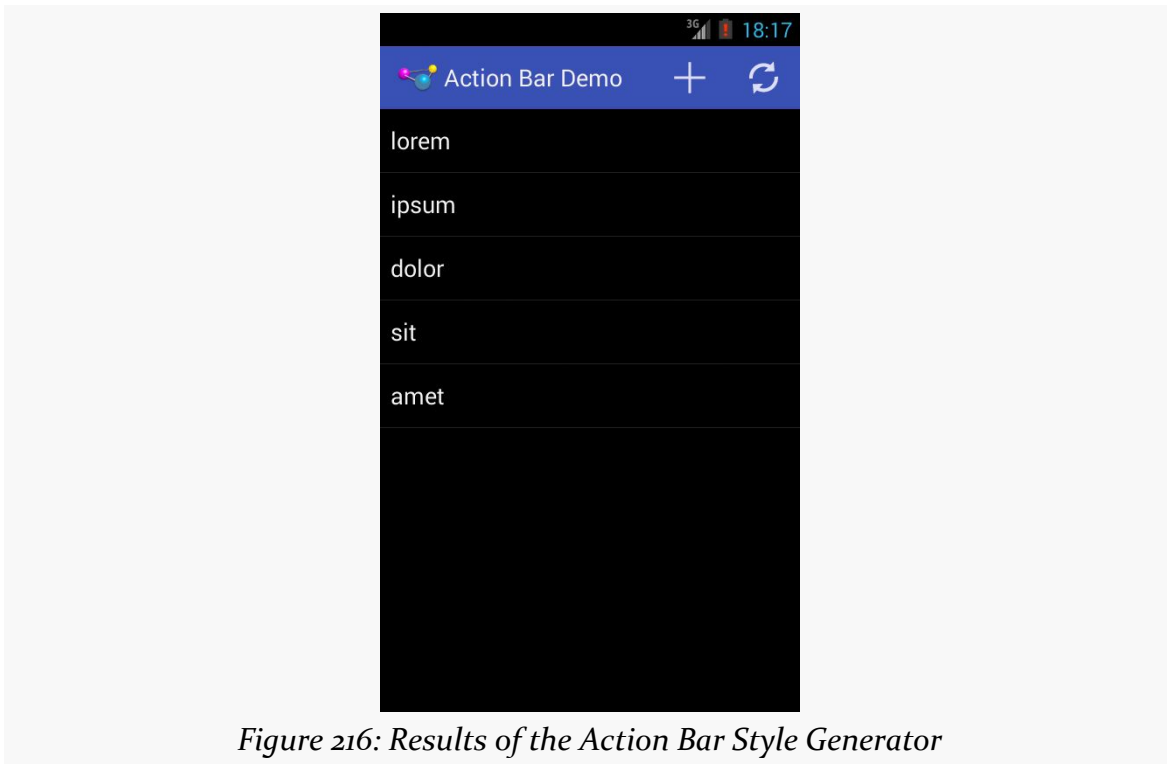 3G 18:17
Action Bar Demo
lorem
ipsum
dolor
sit
amet
Figure 216: Results of the Action Bar Style Generator